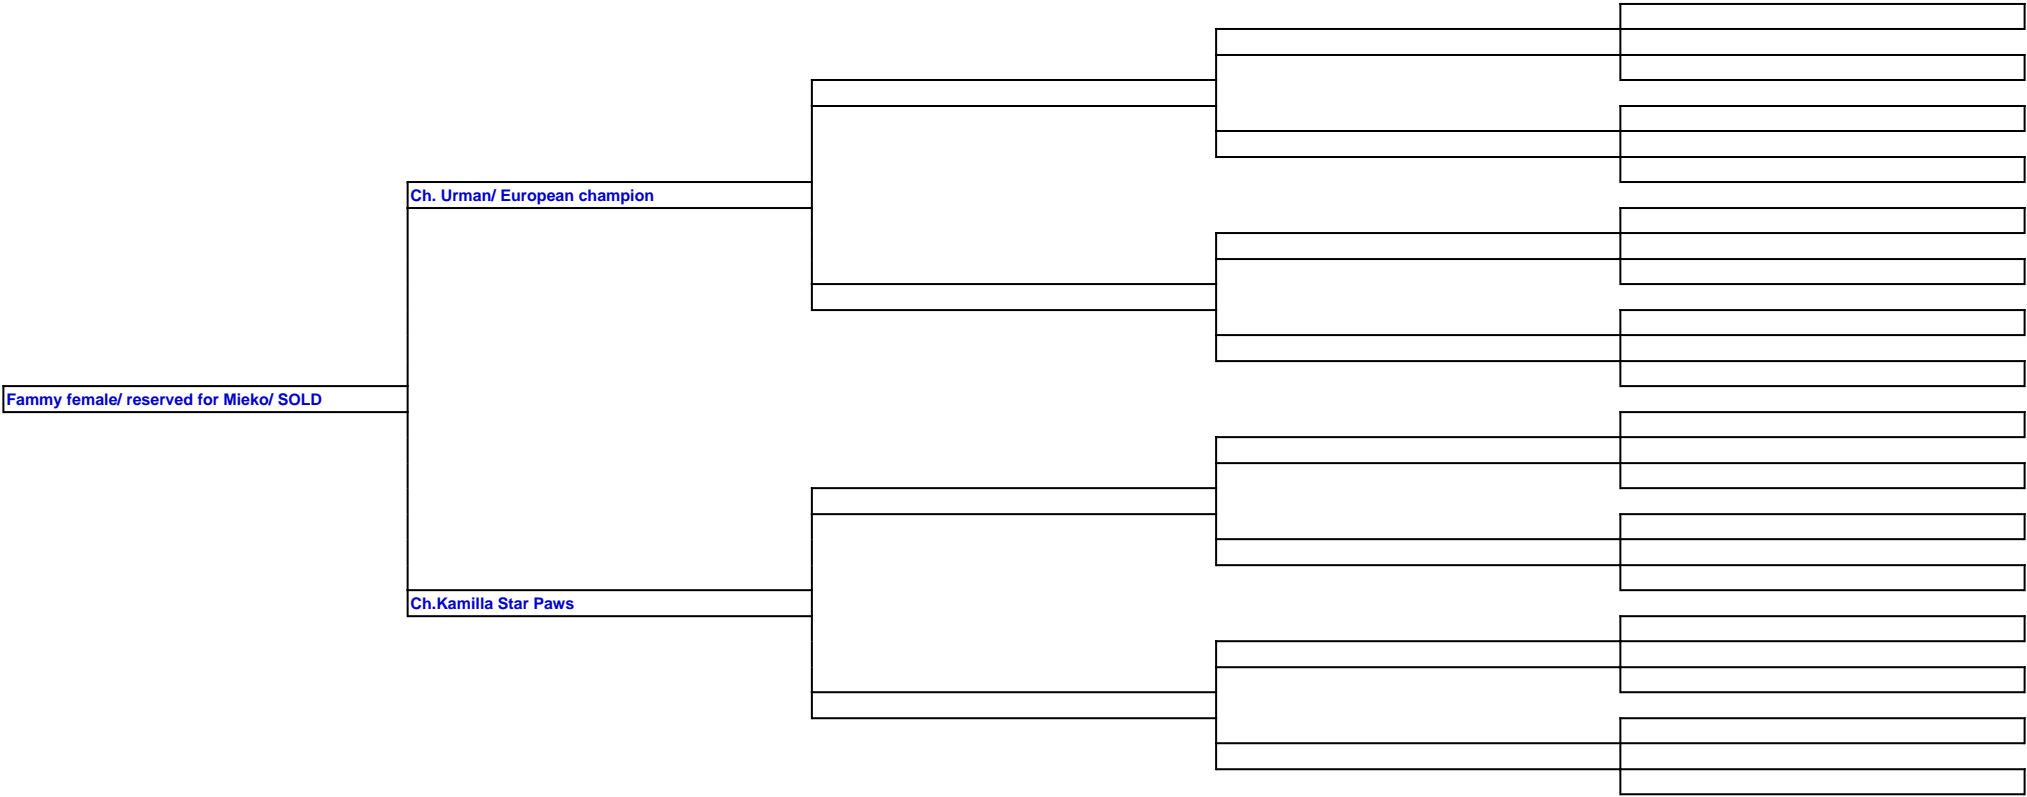 Ch. Urman/ European champion
Fammy female/ reserved for Mieko/ SOLD
Ch.Kamilla Star Paws